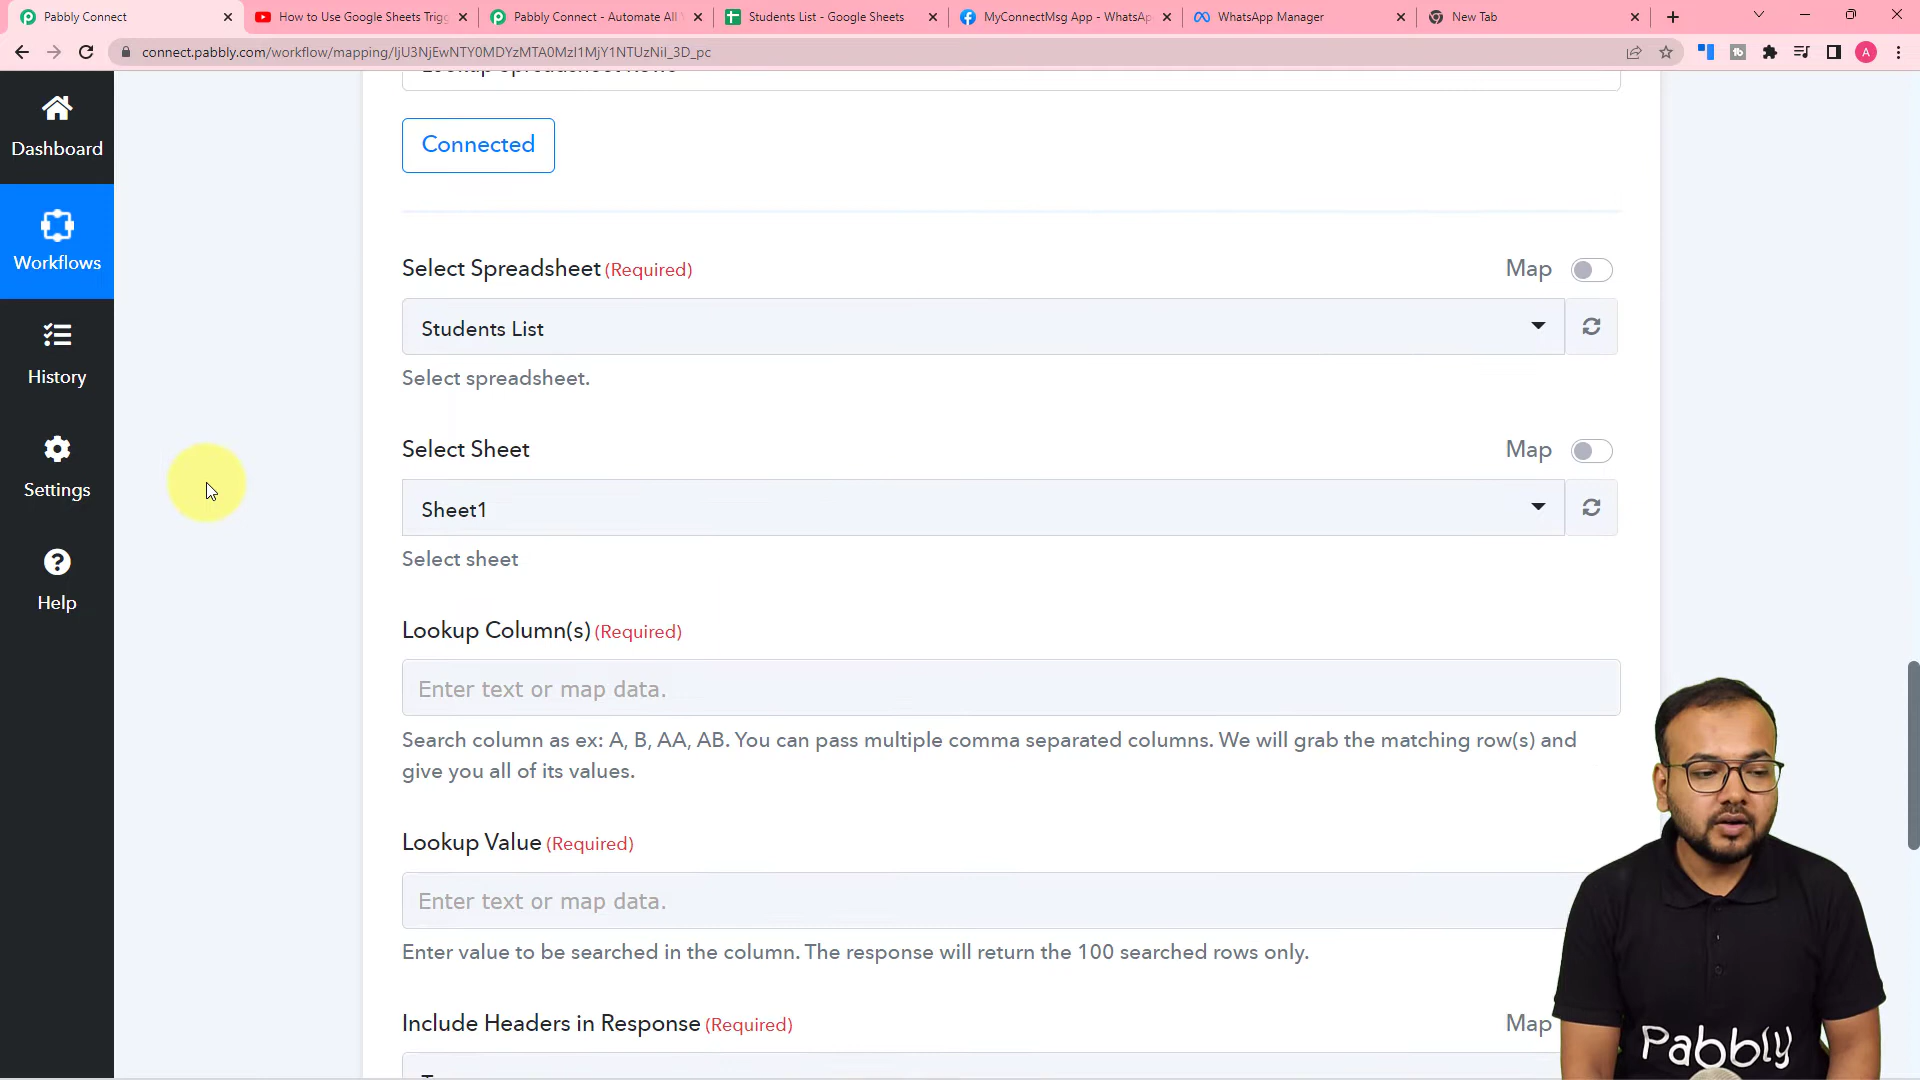 Pabbly Connect
How to Use Google Sheets Trigg
Pabbly Connect - Automate All
Students List - Google Sheets
MyConnectMsg App - WhatsAp
WhatsApp Manager
New Tab
connect.pabbly.com/workflow/mapping/IjU3NjEwNTY0MDYzMTA0MzI1MjY1NTUzNiI_3D_pc
A
Lookup Spreadsheet Rows
Connected
Dashboard
Workflows
History
Settings
Help
Select Spreadsheet (Required)
Map
Students List
Select spreadsheet.
Select Sheet
Map
Sheet1
Select sheet
Lookup Column(s) (Required)
Enter text or map data.
Search column as ex: A, B, AA, AB. You can pass multiple comma separated columns. We will grab the matching row(s) and
give you all of its values.
Lookup Value (Required)
Enter text or map data.
Enter value to be searched in the column. The response will return the 100 searched rows only.
Include Headers in Response (Required)
Map
Pabbly